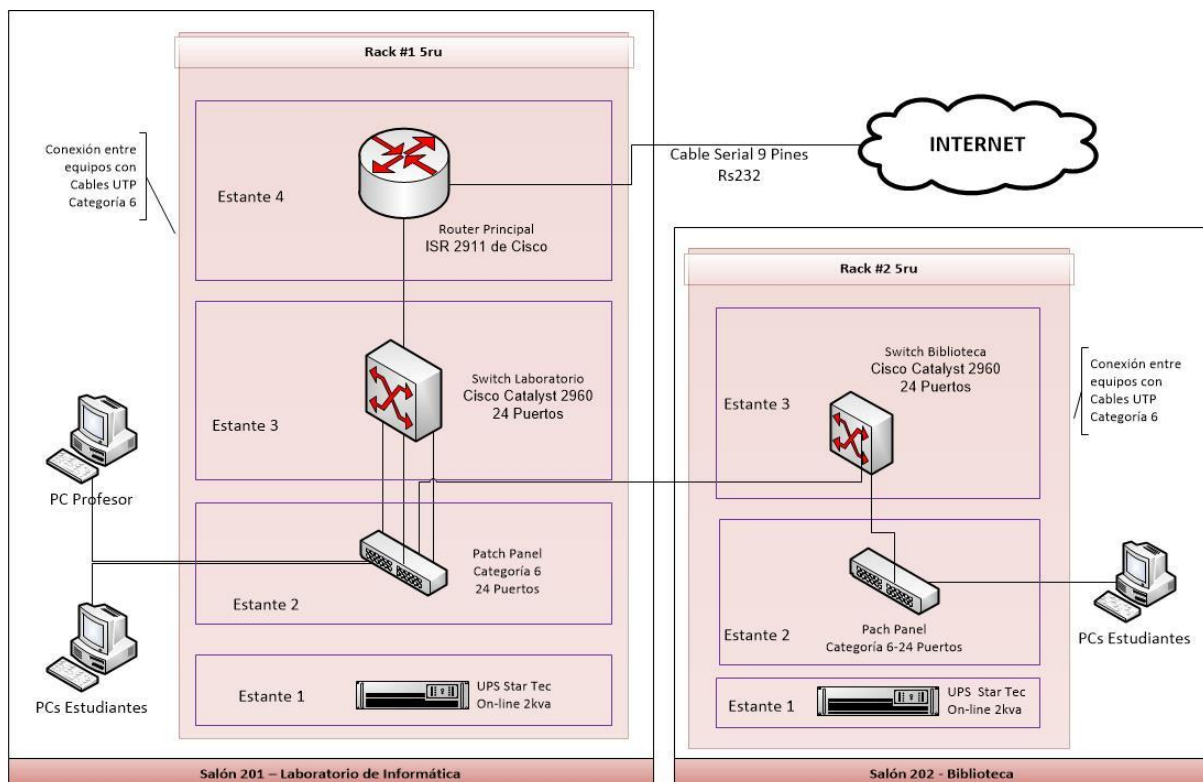 Rack #1 5ru
Conexión entre
equipos con
Cables UTP
Categoría 6
Estante 4
Router Principal
ISR 2911 de Cisco
Cable Serial 9 Pines
Rs232
INTERNET
Estante 3
Switch Laboratorio
Cisco Catalyst 2960
24 Puertos
PC Profesor
Estante 2
Patch Panel
Categoría 6
24 Puertos
PCs Estudiantes
Estante 1
UPS Star Tec
On-line 2kva
Salón 201 – Laboratorio de Informática
Rack #2 5ru
Estante 3
Switch Biblioteca
Cisco Catalyst 2960
24 Puertos
Conexión entre
equipos con
Cables UTP
Categoría 6
Estante 2
Pach Panel
Categoría 6-24 Puertos
PCs Estudiantes
Estante 1
UPS Star Tec
On-line 2kva
Salón 202 - Biblioteca